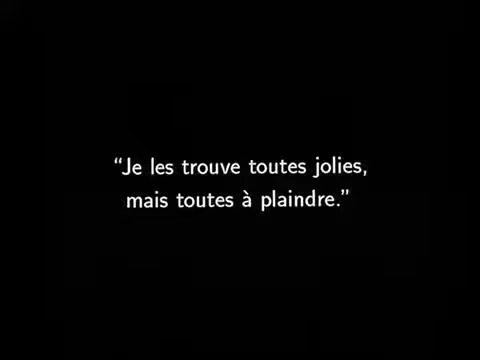 “Je les trouve toutes jolies,
mais toutes à plaindre.”